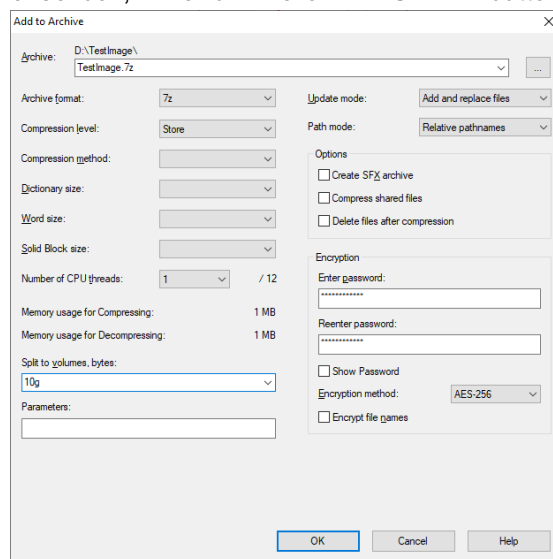 Add to Archive
Archive:
D:\TestImage\
TestImage.7z
...
Archive format:
7z
Compression level:
Store
Compression method:
Dictionary size:
Word size:
Solid Block size:
Number of CPU threads:
1
/ 12
Memory usage for Compressing:
1 MB
Memory usage for Decompressing:
1 MB
Split to volumes, bytes:
10g
Parameters:
Update mode:
Add and replace files
Path mode:
Relative pathnames
Options
Create SFX archive
Compress shared files
Delete files after compression
Encryption
Enter password:
************
Reenter password:
************
Show Password
Encryption method:
AES-256
Encrypt file names
OK
Cancel
Help